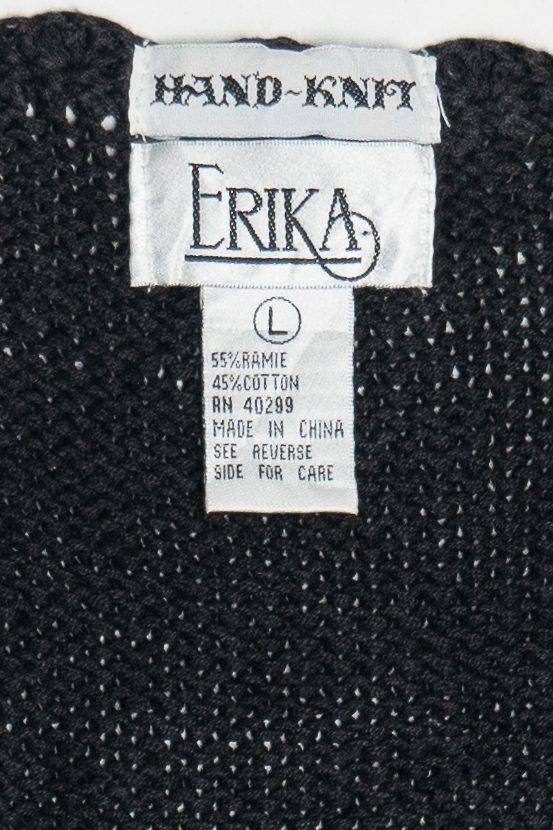 HAND-KNIT
ERIKA
L
55%RAMIE
45%COTTON
RN 40299
MADE IN CHINA
SEE REVERSE
SIDE FOR CARE